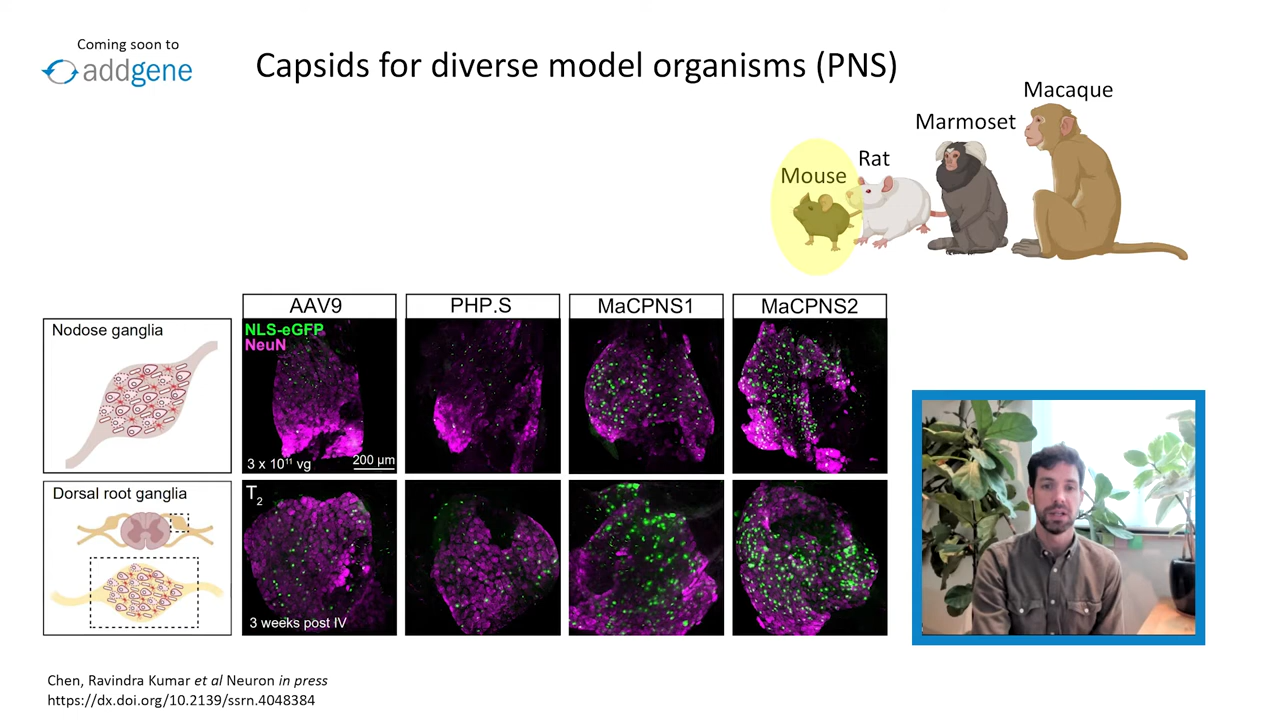 Coming soon to
addgene
Capsids for diverse model organisms (PNS)
Macaque
Marmoset
Rat
Mouse
AAV9
PHP.S
MaCPNS1
MaCPNS2
Nodose ganglia
NLS-eGFP
NeuN
3 x 10¹¹ vg
200 µm
Dorsal root ganglia
T₂
3 weeks post IV
Chen, Ravindra Kumar et al Neuron in press
https://dx.doi.org/10.2139/ssrn.4048384